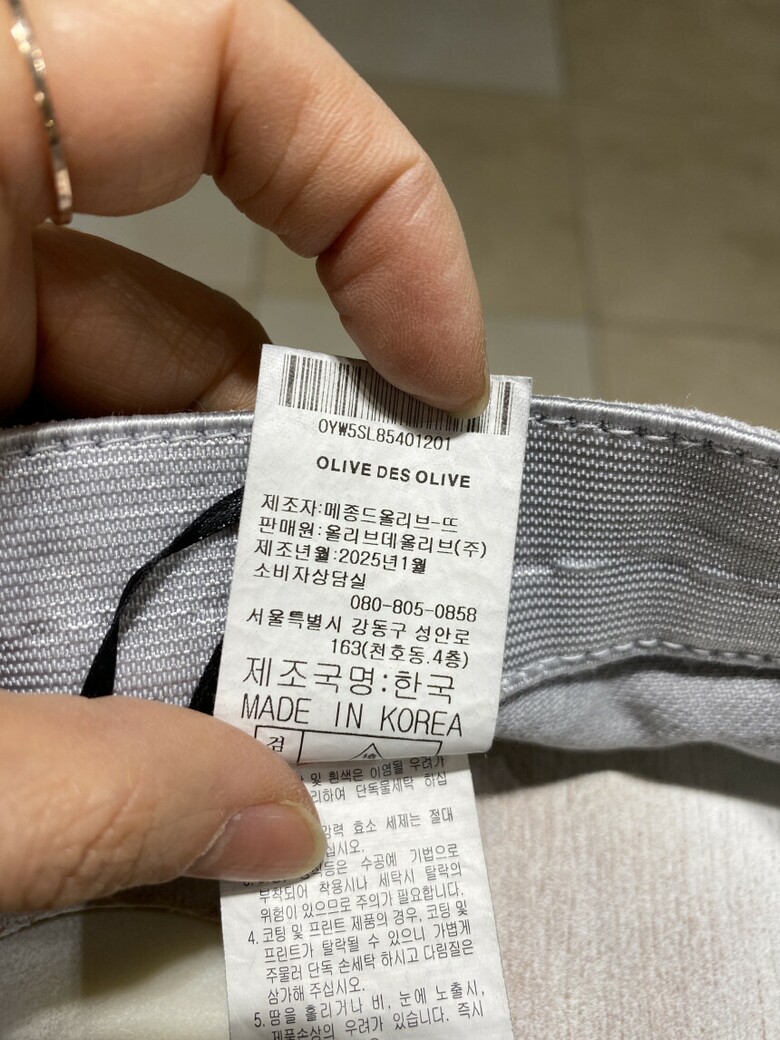 OYW5SL85401201
OLIVE DES OLIVE
제조자:메종드올리브-뜨
판매원:올리브데올리브(주)
제조년월:2025년1월
소비자상담실
080-805-0858
서울특별시 강동구 성안로
163(천호동.4층)
제조국명:한국
MADE IN KOREA
검
및 흰색은 이염될 우려가
하여 단독물세탁 하십
효소 세제는 절대
십시오.
등은 수공예 기법으로
부착되어 착용시나 세탁시 탈락의
위험이 있으므로 주의가 필요합니다.
4. 코팅 및 프린트 제품의 경우, 코팅 및
프린트가 탈락될 수 있으니 가볍게
주물러 단독 손세탁 하시고 다림질은
삼가해 주십시오.
5. 땀을 흘리거나 비, 눈에 노출시,
제품손상의 우려가 있습니다. 즉시